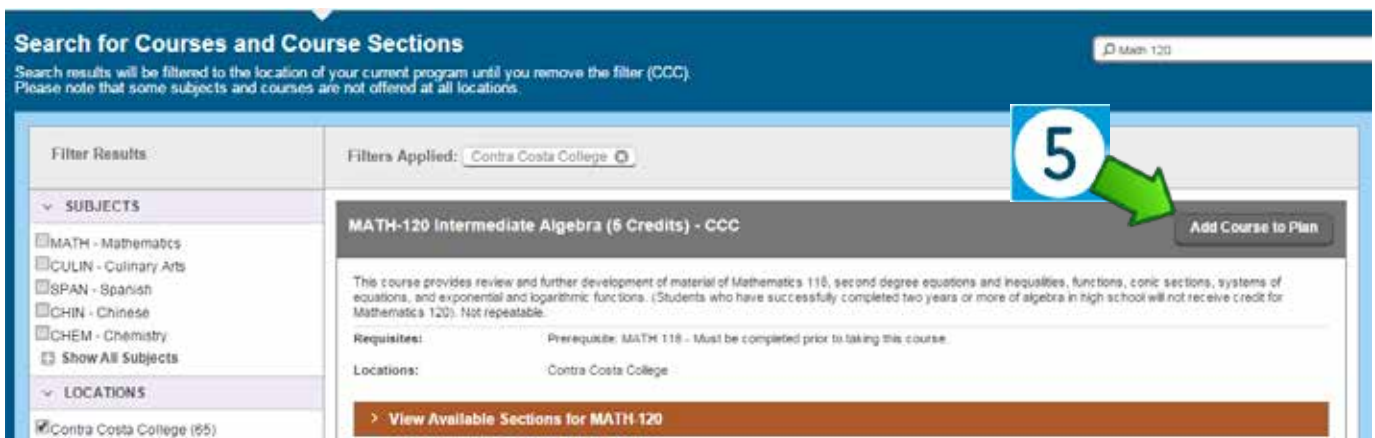 Search for Courses and Course Sections
Math 120
Search results will be filtered to the location of your current program until you remove the filter (CCC).
Please note that some subjects and courses are not offered at all locations.
Filter Results
Filters Applied: Contra Costa College
5
SUBJECTS
MATH - Mathematics
CULIN - Culinary Arts
SPAN - Spanish
CHIN - Chinese
CHEM - Chemistry
Show All Subjects
LOCATIONS
Contra Costa College (65)
MATH-120 Intermediate Algebra (5 Credits) - CCC
Add Course to Plan
This course provides review and further development of material of Mathematics 118, second degree equations and inequalities, functions, conic sections, systems of
equations, and exponential and logarithmic functions. (Students who have successfully completed two years or more of algebra in high school will not receive credit for
Mathematics 120). Not repeatable.
Requisites: Prerequisite: MATH 118 - Must be completed prior to taking this course.
Locations: Contra Costa College
> View Available Sections for MATH-120